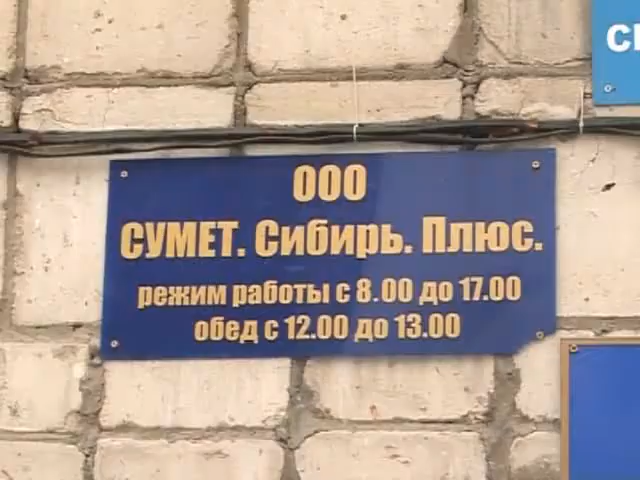 ООО
СУМЕТ. Сибирь. Плюс.
режим работы с 8.00 до 17.00
обед с 12.00 до 13.00